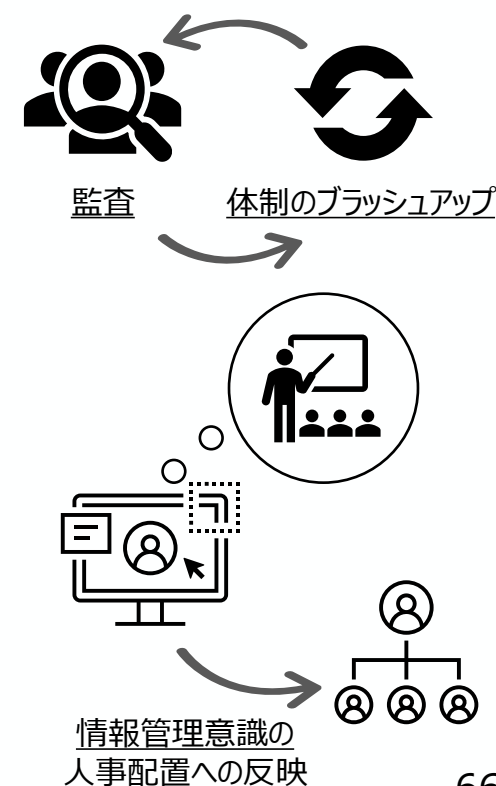 監査
体制のブラッシュアップ
情報管理意識の
人事配置への反映
66